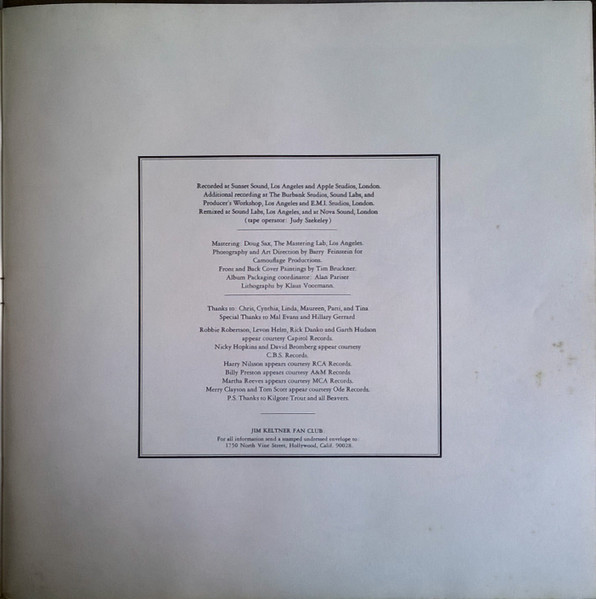 Recorded at Sunset Sound, Los Angeles and Apple Studios, London.
Additional recording at The Burbank Studios, Sound Labs, and
Producer's Workshop, Los Angeles and E.M.I. Studios, London.
Remixed at Sound Labs, Los Angeles, and at Nova Sound, London
(tape operator: Judy Szekeley)
Mastering: Doug Sax, The Mastering Lab, Los Angeles.
Photography and Art Direction by Barry Feinstein for
Camouflage Productions.
Front and Back Cover Paintings by Tim Bruckner.
Album Packaging coordinator: Alan Pariser
Lithographs by Klaus Voormann.
Thanks to: Chris, Cynthia, Linda, Maureen, Patti, and Tina
Special Thanks to Mal Evans and Hillary Gerrard
Robbie Robertson, Levon Helm, Rick Danko and Garth Hudson
appear courtesy Capitol Records.
Nicky Hopkins and David Bromberg appear courtesy
C.B.S. Records.
Harry Nilsson appears courtesy RCA Records.
Billy Preston appears courtesy A&M Records
Martha Reeves appears courtesy MCA Records.
Merry Clayton and Tom Scott appear courtesy Ode Records.
P.S. Thanks to Kilgore Trout and all Beavers.
JIM KELTNER FAN CLUB:
For all information send a stamped undressed envelope to:
1750 North Vine Street, Hollywood, Calif. 90028.